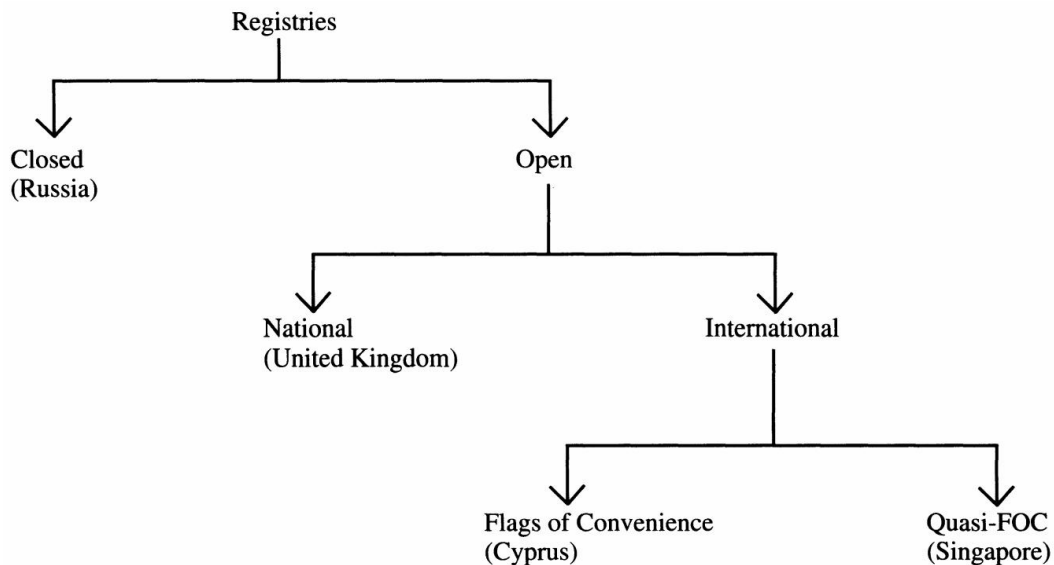 Registries
Closed
(Russia)
Open
National
(United Kingdom)
International
Flags of Convenience
(Cyprus)
Quasi-FOC
(Singapore)